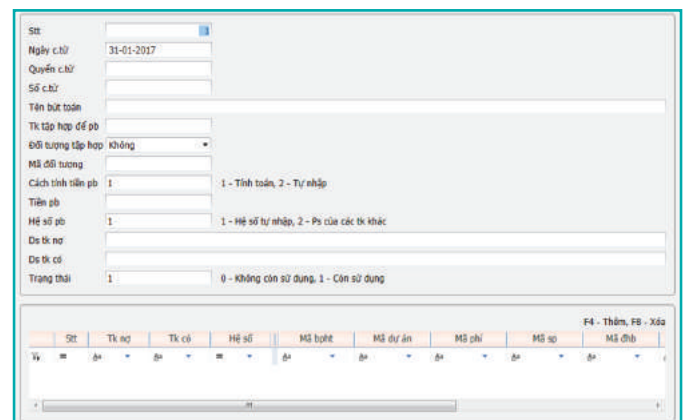 Stt 1
Ngày c.từ 31-01-2017
Quyển c.từ
Số c.từ
Tên bút toán
Tk tập hợp để pb
Đối tượng tập hợp Không
Mã đối tượng
Cách tính tiền pb 1 1 - Tính toán, 2 - Tự nhập
Tiền pb
Hệ số pb 1 1 - Hệ số tự nhập, 2 - Ps của các tk khác
Ds tk nợ
Ds tk có
Trạng thái 1 0 - Không còn sử dụng, 1 - Còn sử dụng
F4 - Thêm, F8 - Xóa
Stt Tk nợ Tk có Hệ số Mã bpht Mã dự án Mã phí Mã sp Mã đhb